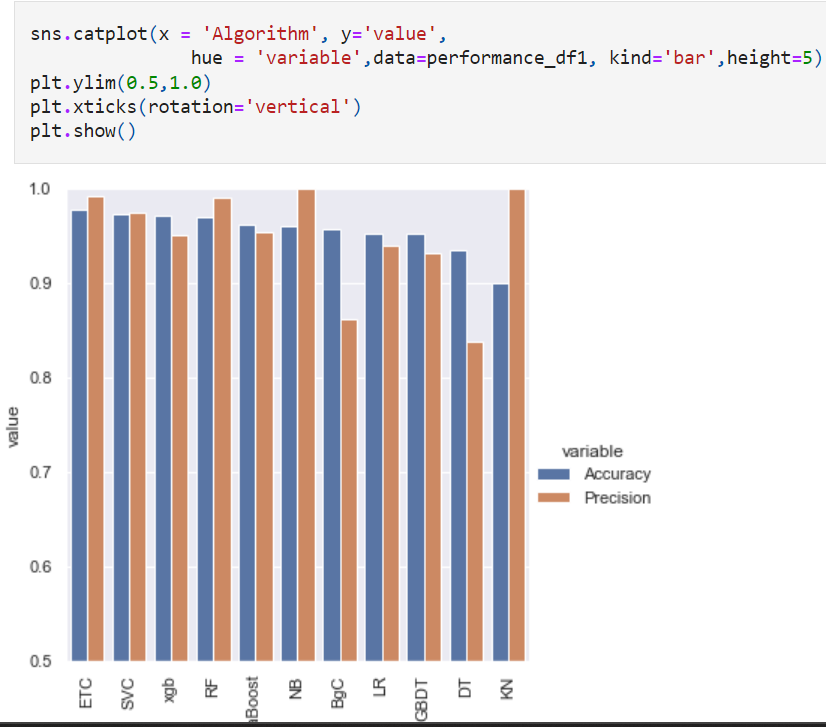 sns.catplot(x = 'Algorithm', y='value',
hue = 'variable',data=performance_df1, kind='bar',height=5)
plt.ylim(0.5,1.0)
plt.xticks(rotation='vertical')
plt.show()
1.0
0.9
0.8
0.7
0.6
0.5
value
variable
Accuracy
Precision
ETC
SVC
xgb
RF
NB
BgC
LR
GBDT
DT
KN